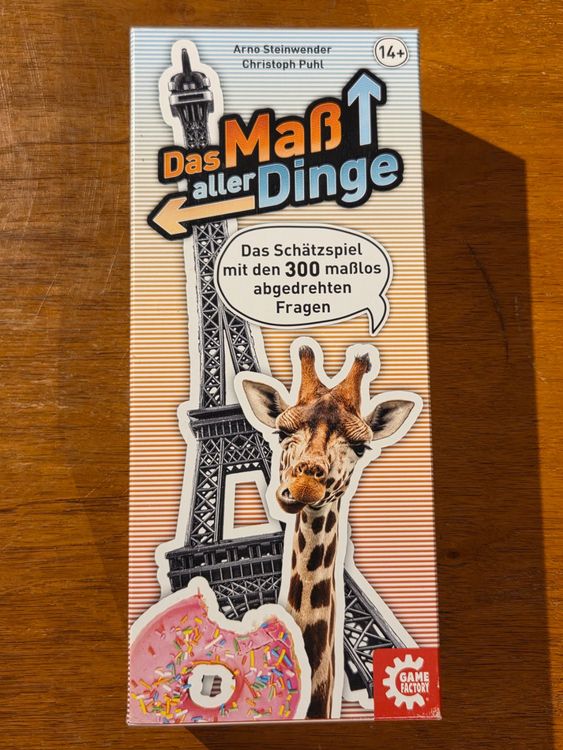 Arno Steinwender
Christoph Puhl
14+
Das Maß
aller Dinge
Das Schätzspiel
mit den 300 maßlos
abgedrehten
Fragen
GAME
FACTORY